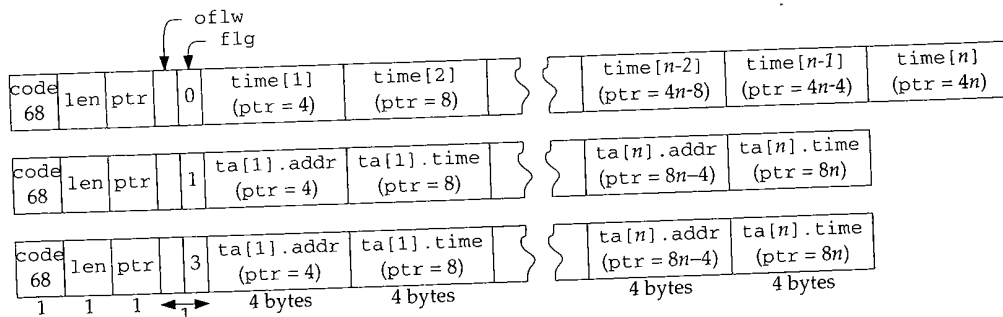 oflw
flg
code 68 len ptr 0 time[1] (ptr = 4) time[2] (ptr = 8) time[n-2] (ptr = 4n-8) time[n-1] (ptr = 4n-4) time[n] (ptr = 4n)
code 68 len ptr 1 ta[1].addr (ptr = 4) ta[1].time (ptr = 8) ta[n].addr (ptr = 8n–4) ta[n].time (ptr = 8n)
code 68 len ptr 3 ta[1].addr (ptr = 4) ta[1].time (ptr = 8) ta[n].addr (ptr = 8n–4) ta[n].time (ptr = 8n)
1 1 1 1 4 bytes 4 bytes 4 bytes 4 bytes